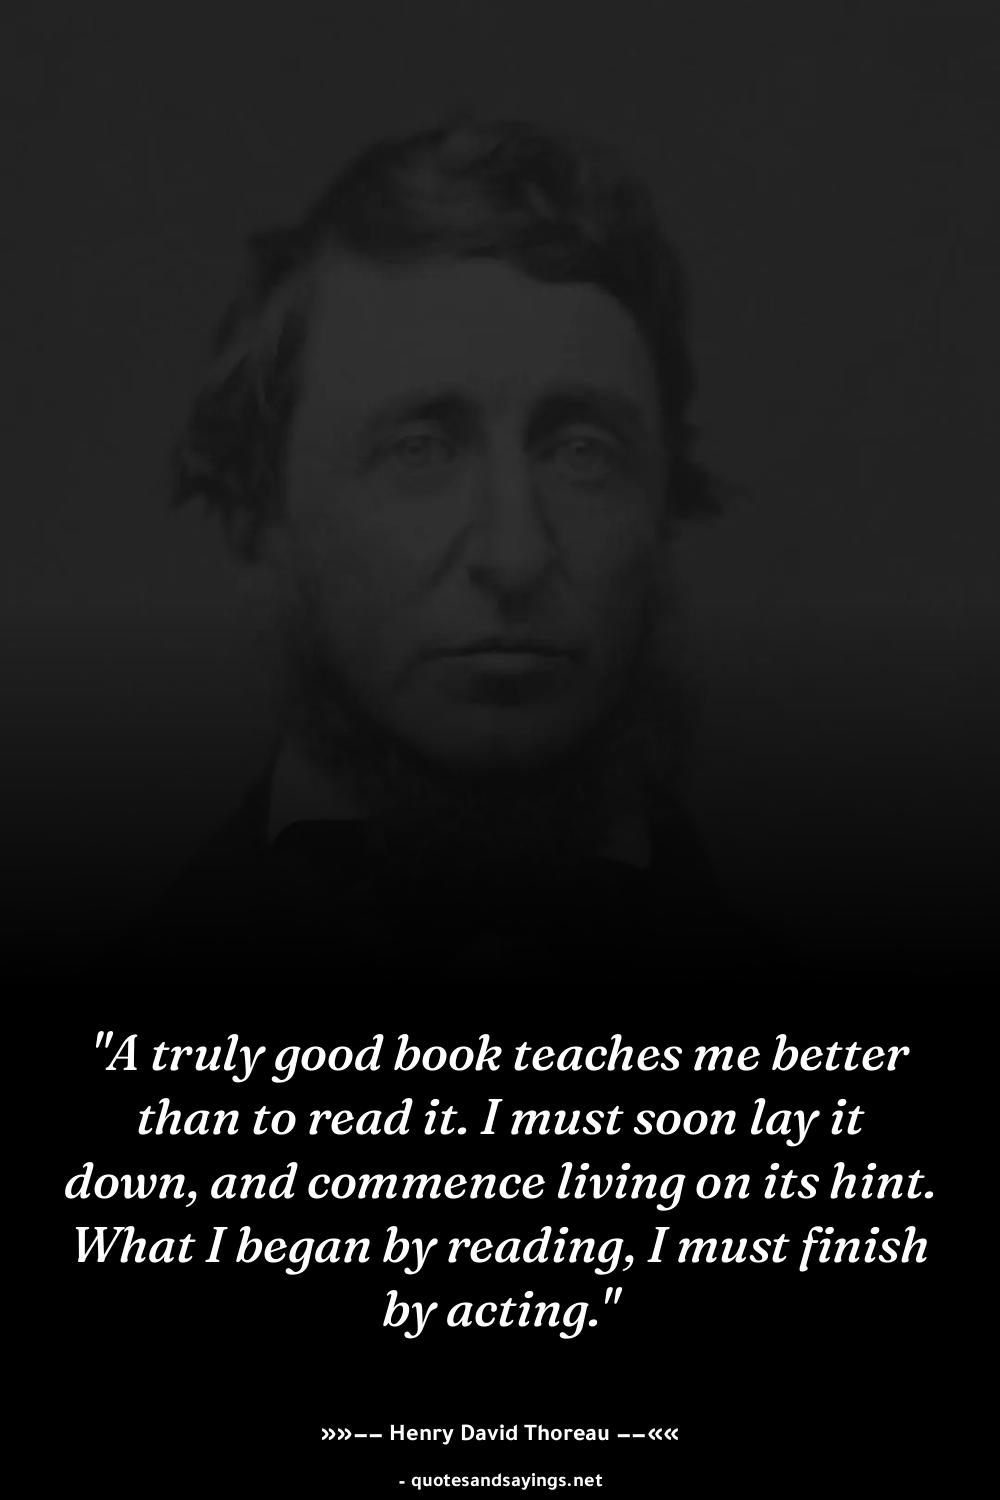 "A truly good book teaches me better
than to read it. I must soon lay it
down, and commence living on its hint.
What I began by reading, I must finish
by acting."
»»−− Henry David Thoreau −−««
- quotesandsayings.net